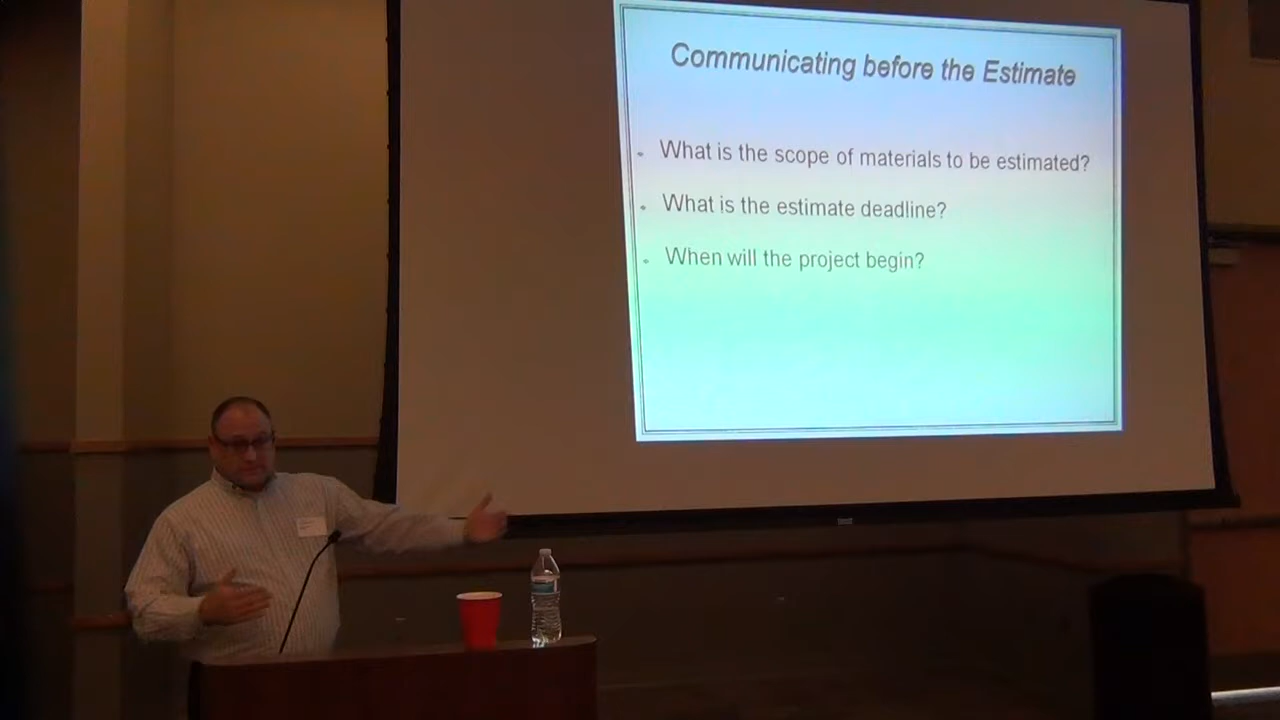 Communicating before the Estimate
What is the scope of materials to be estimated?
What is the estimate deadline?
When will the project begin?